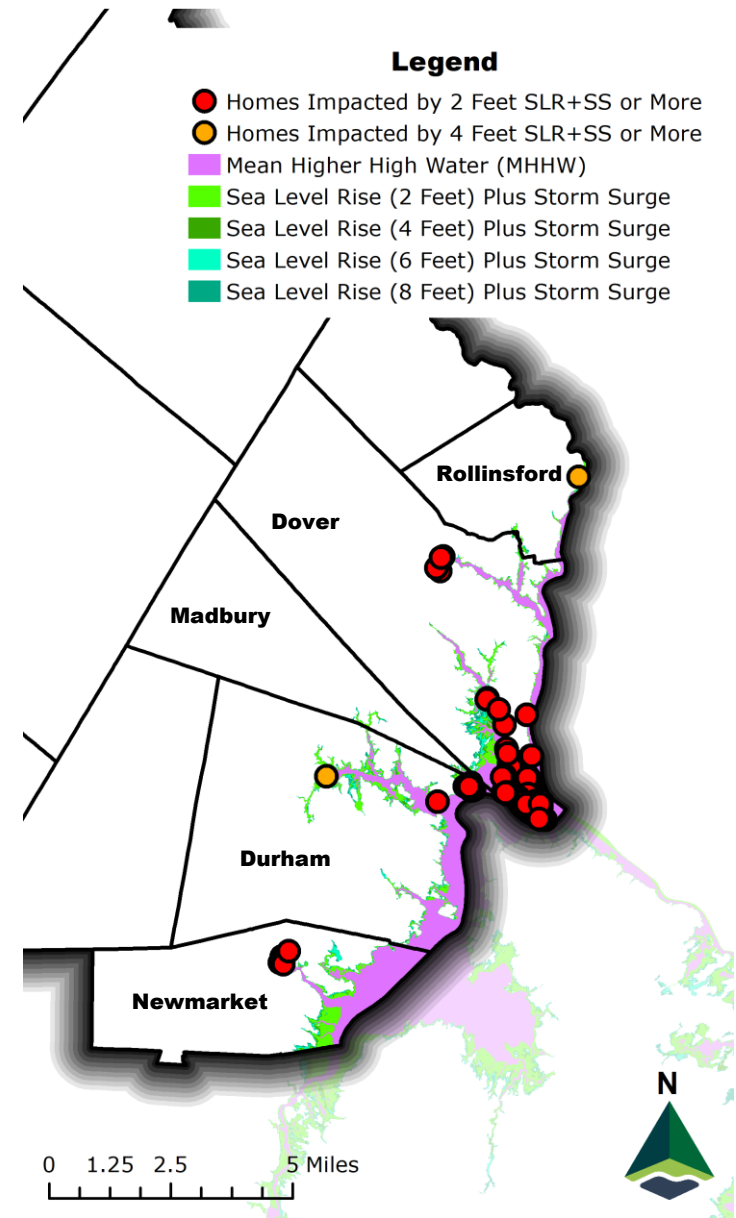 Legend
Homes Impacted by 2 Feet SLR+SS or More
Homes Impacted by 4 Feet SLR+SS or More
Mean Higher High Water (MHHW)
Sea Level Rise (2 Feet) Plus Storm Surge
Sea Level Rise (4 Feet) Plus Storm Surge
Sea Level Rise (6 Feet) Plus Storm Surge
Sea Level Rise (8 Feet) Plus Storm Surge
Rollinsford
Dover
Madbury
Durham
Newmarket
N
0 1.25 2.5 5 Miles